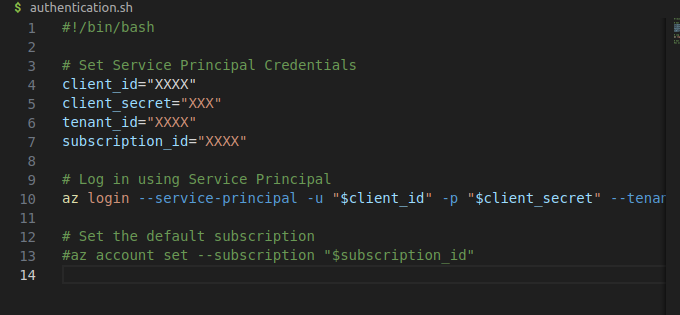 $ authentication.sh
1 #!/bin/bash
2
3 # Set Service Principal Credentials
4 client_id="XXXX"
5 client_secret="XXX"
6 tenant_id="XXXX"
7 subscription_id="XXXX"
8
9 # Log in using Service Principal
10 az login --service-principal -u "$client_id" -p "$client_secret" --tenan
11
12 # Set the default subscription
13 #az account set --subscription "$subscription_id"
14